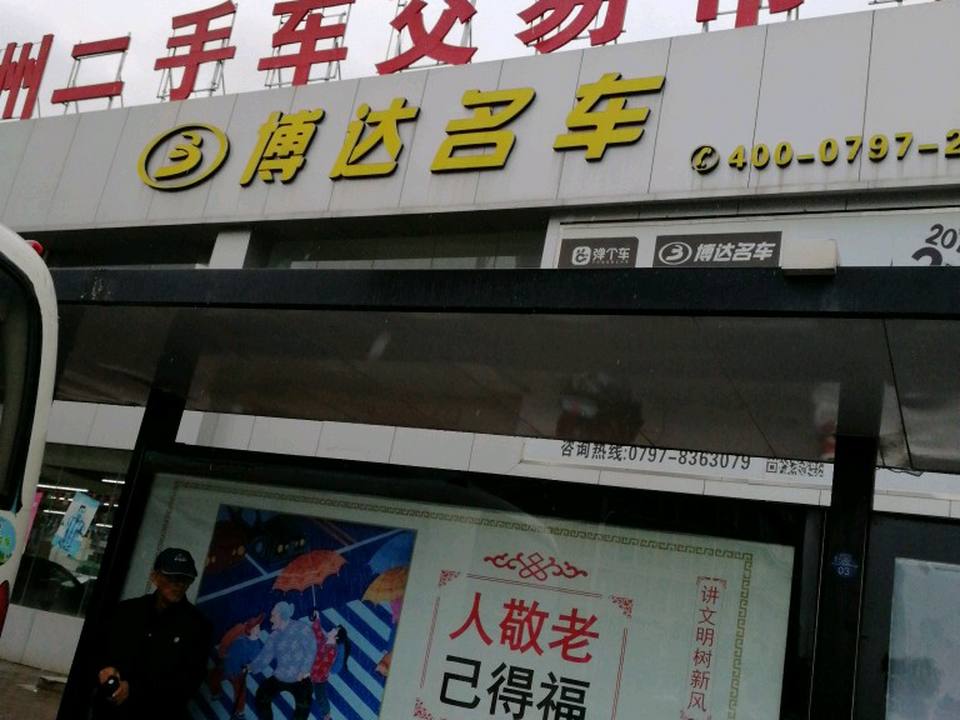 州二手车交易市
博达名车
400-0797-2
弹个车
博达名车
201
咨询热线:0797-8363079
人敬老
己得福
讲文明树新风
03